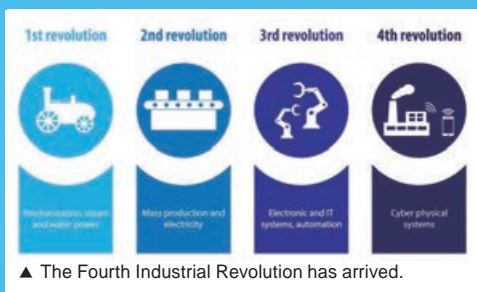 1st revolution
2nd revolution
3rd revolution
4th revolution
Mechanization, steam
and water power
Mass production and
electricity
Electronic and IT
systems, automation
Cyber physical
systems
▲ The Fourth Industrial Revolution has arrived.